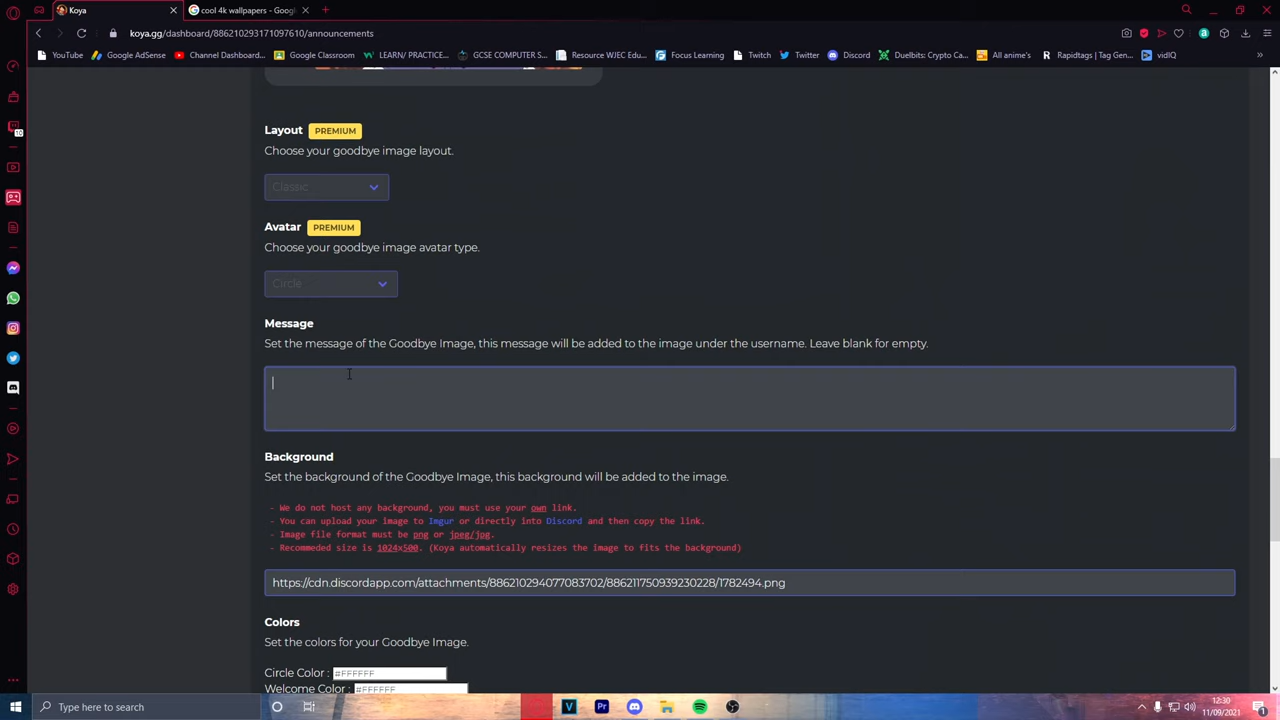 Koya
cool 4k wallpapers - Google
koya.gg/dashboard/886210293171097610/announcements
YouTube
Google AdSense
Channel Dashboard...
Google Classroom
LEARN/ PRACTICE...
GCSE COMPUTER S...
Resource WJEC Edu...
Focus Learning
Twitch
Twitter
Discord
Duelbits: Crypto Ca...
All anime's
Rapidtags | Tag Gen...
vidIQ
10
Layout PREMIUM
Choose your goodbye image layout.
Classic
Avatar PREMIUM
Choose your goodbye image avatar type.
Circle
Message
Set the message of the Goodbye Image, this message will be added to the image under the username. Leave blank for empty.
Background
Set the background of the Goodbye Image, this background will be added to the image.
- We do not host any background, you must use your own link.
- You can upload your image to Imgur or directly into Discord and then copy the link.
- Image file format must be png or jpeg/jpg.
- Recommeded size is 1024x500. (Koya automatically resizes the image to fits the background)
https://cdn.discordapp.com/attachments/886210294077083702/886211750939230228/1782494.png
Colors
Set the colors for your Goodbye Image.
Circle Color : #FFFFFF
Welcome Color : #FFFFFF
Type here to search
12:30
11/09/2021
1